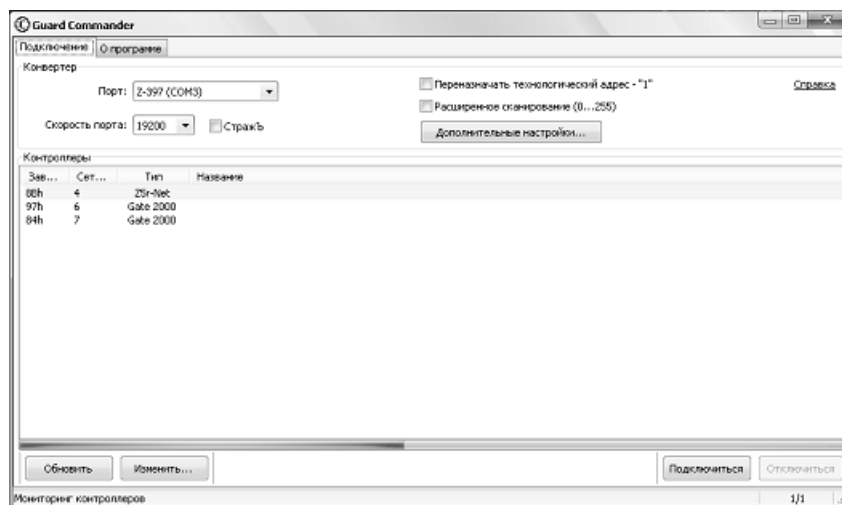 Guard Commander
Подключение О програме
Конвертер
Порт: Z-397 (COM3) Переназначать технологический адрес - "1" Справка
Расширенное сканирование (0...255)
Скорость порта: 19200 СтражЪ Дополнительные настройки...
Контроллеры
Зав... Сет... Тип Название
88h 4 Z5r-Net
97h 6 Gate 2000
84h 7 Gate 2000
Обновить Изменить... Подключиться Отключиться
Мониторинг контроллеров 1/1